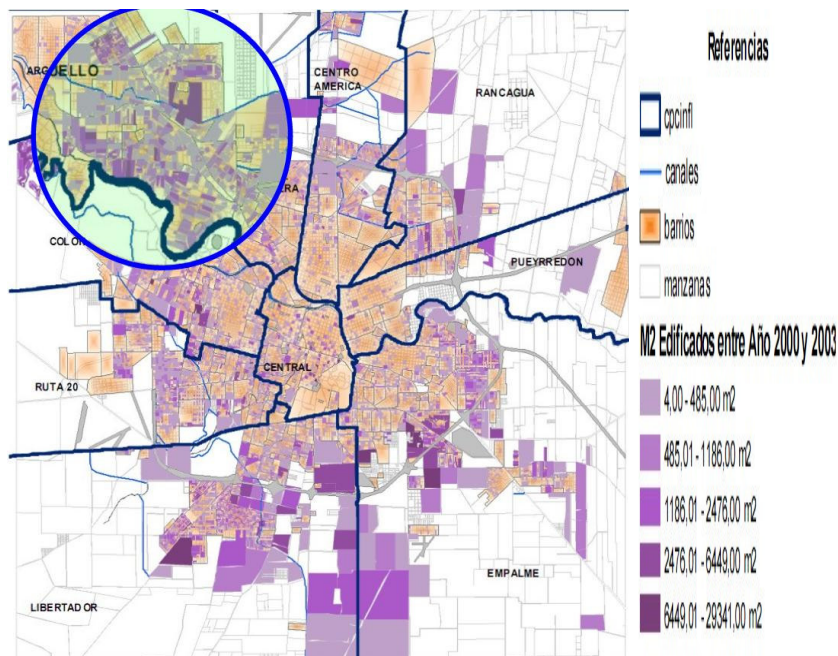 ARGUELLO
CENTRO
AMERICA
RANCAGUA
PUEYRREDON
RUTA 20
CENTRAL
EMPALME
LIBERTADOR
Referencias
cpcinfl
canales
barrios
manzanas
M2 Edificados entre Año 2000 y 2003
4,00 - 485,00 m2
485,01 - 1186,00 m2
1186,01 - 2476,00 m2
2476,01 - 6449,00 m2
6449,01 - 29341,00 m2